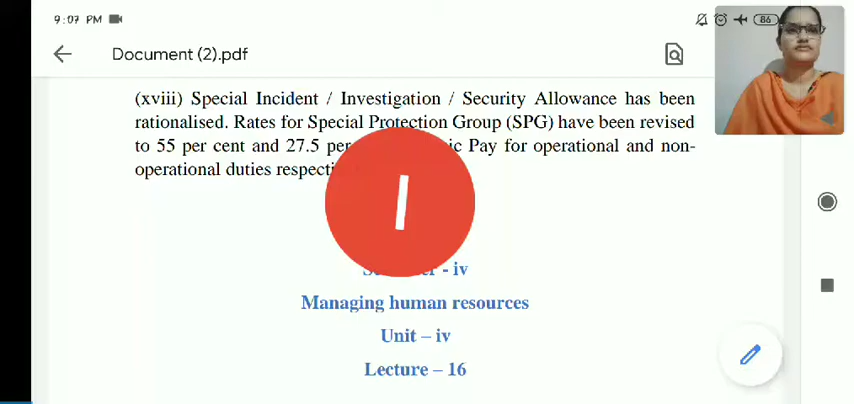 9:07 PM
86
Document (2).pdf
(xviii) Special Incident / Investigation / Security Allowance has been
rationalised. Rates for Special Protection Group (SPG) have been revised
to 55 per cent and 27.5 per Pay for operational and non-
operational duties
- iv
Managing human resources
Unit – iv
Lecture – 16